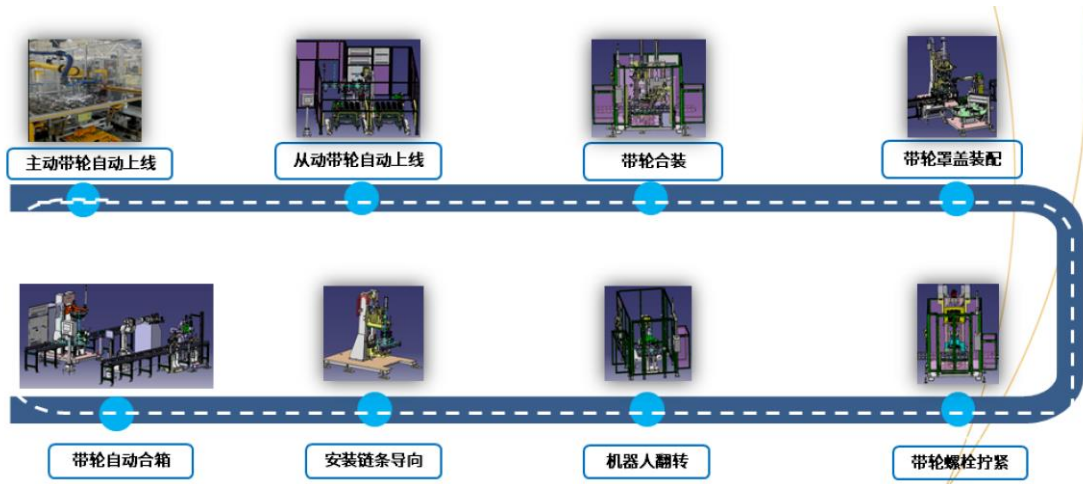 主动带轮自动上线
从动带轮自动上线
带轮合装
带轮罩盖装配
带轮自动合箱
安装链条导向
机器人翻转
带轮螺栓拧紧